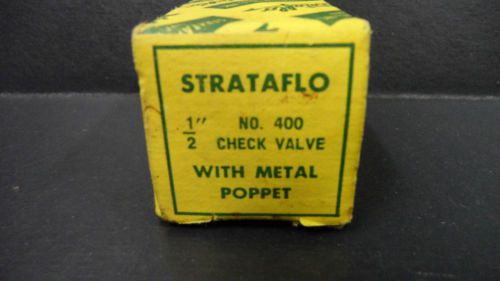 STRATAFLO
1/2" NO. 400
CHECK VALVE
WITH METAL
POPPET